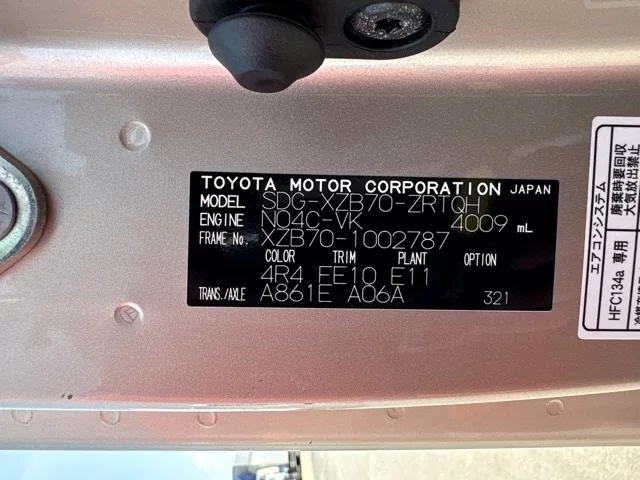 TOYOTA MOTOR CORPORATION JAPAN
MODEL SDG-XZB70-ZRTQH
ENGINE N04C-VK 4009 mL
FRAME No. XZB70-1002787
COLOR TRIM PLANT OPTION
4R4 FE10 E11
TRANS./AXLE A861E A06A 321
エアコンシステム
廃棄時要回収
大気放出禁止
HFC134a 専用